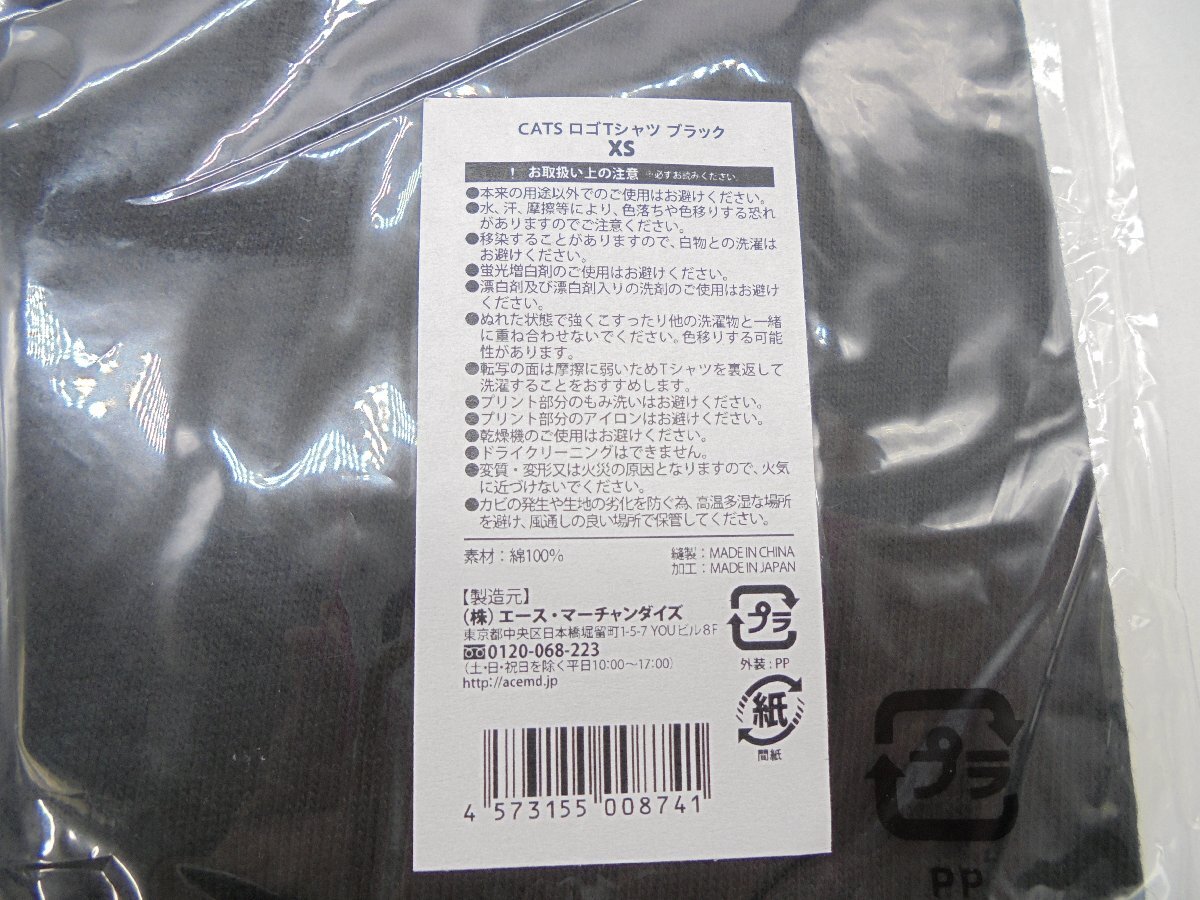 CATS ロゴTシャツ ブラック
XS
! お取扱い上の注意 ※必ずお読みください。
●本来の用途以外でのご使用はお避けください。
●水、汗、摩擦等により、色落ちや色移りする恐れ
がありますのでご注意ください。
●移染することがありますので、白物との洗濯は
お避けください。
●蛍光増白剤のご使用はお避けください。
●漂白剤及び漂白剤入りの洗剤のご使用はお避け
ください。
●ぬれた状態で強くこすったり他の洗濯物と一緒
に重ね合わせないでください。色移りする可能
性があります。
●転写の面は摩擦に弱いためTシャツを裏返して
洗濯することをおすすめします。
●プリント部分のもみ洗いはお避けください。
●プリント部分のアイロンはお避けください。
●乾燥機のご使用はお避けください。
●ドライクリーニングはできません。
●変質・変形又は火災の原因となりますので、火気
に近づけないでください。
●カビの発生や生地の劣化を防ぐ為、高温多湿な場所
を避け、風通しの良い場所で保管してください。
素材：綿100%
縫製：MADE IN CHINA
加工：MADE IN JAPAN
【製造元】
(株)エース・マーチャンダイズ
東京都中央区日本橋堀留町1-5-7 YOUビル8F
0120-068-223
(土・日・祝日を除く平日10:00〜17:00)
http://acemd.jp
プラ
外装：PP
紙
間紙
4 573155 008741
プラ
PP